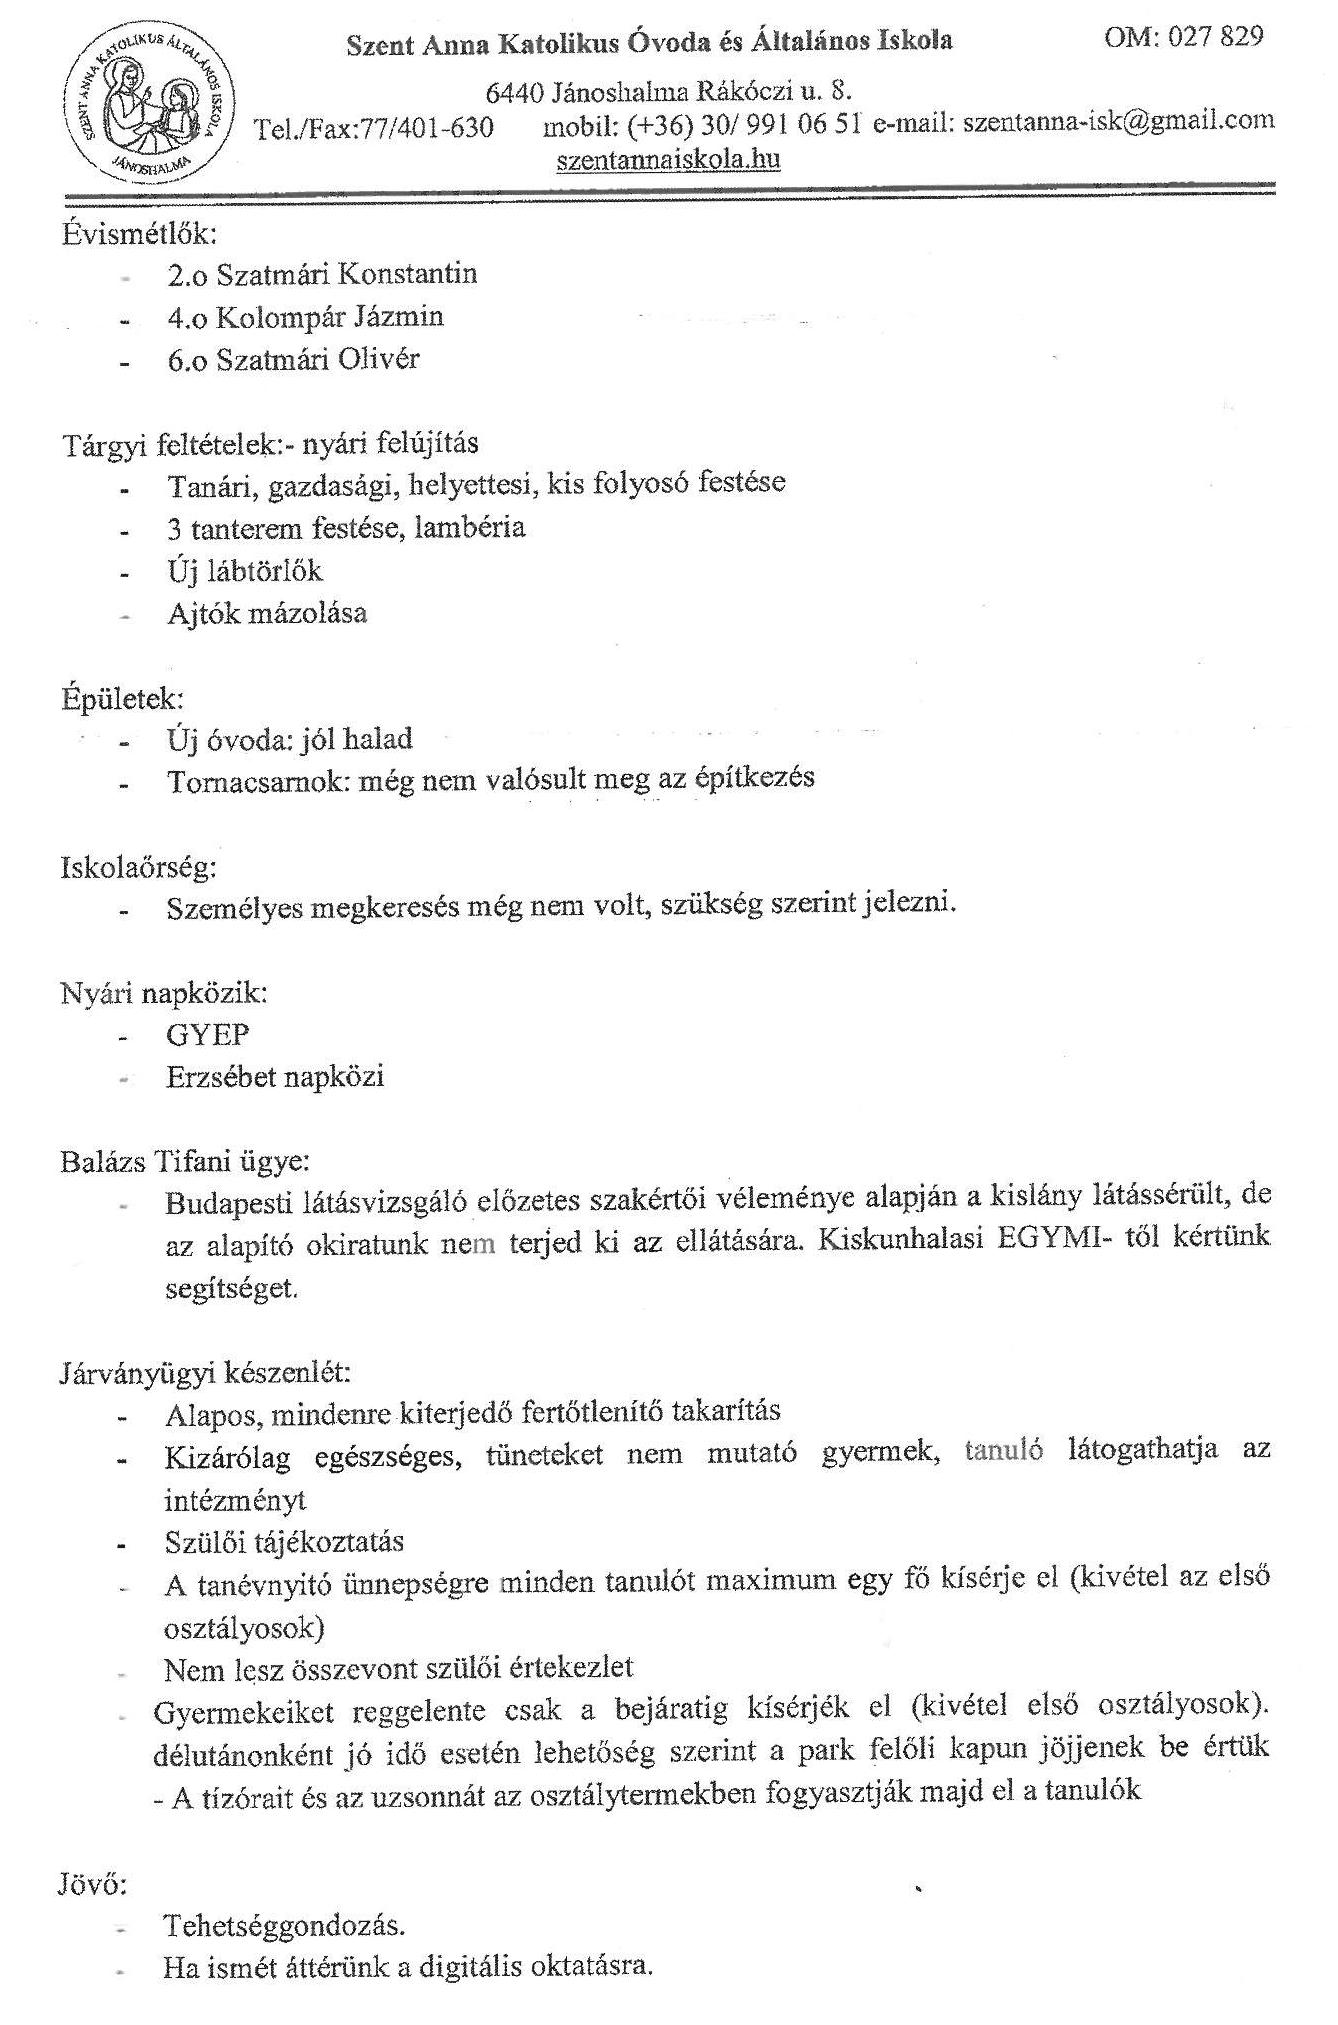 SZENT ANNA KATOLIKUS ÁLTALÁNOS ISKOLA
JÁNOSHALMA
Szent Anna Katolikus Óvoda és Általános Iskola OM: 027 829
6440 Jánoshalma Rákóczi u. 8.
Tel./Fax:77/401-630 mobil: (+36) 30/ 991 06 51 e-mail: szentanna-isk@gmail.com
szentannaiskola.hu
Évismétlők:
- 2.o Szatmári Konstantin
- 4.o Kolompár Jázmin
- 6.o Szatmári Olivér
Tárgyi feltételek:- nyári felújítás
- Tanári, gazdasági, helyettesi, kis folyosó festése
- 3 tanterem festése, lambéria
- Új lábtörlők
- Ajtók mázolása
Épületek:
- Új óvoda: jól halad
- Tornacsarnok: még nem valósult meg az építkezés
Iskolaőrség:
- Személyes megkeresés még nem volt, szükség szerint jelezni.
Nyári napközik:
- GYEP
- Erzsébet napközi
Balázs Tifani ügye:
- Budapesti látásvizsgáló előzetes szakértői véleménye alapján a kislány látássérült, de
az alapító okiratunk nem terjed ki az ellátására. Kiskunhalasi EGYMI- től kértünk
segítséget.
Járványügyi készenlét:
- Alapos, mindenre kiterjedő fertőtlenítő takarítás
- Kizárólag egészséges, tüneteket nem mutató gyermek, tanuló látogathatja az
intézményt
- Szülői tájékoztatás
- A tanévnyitó ünnepségre minden tanulót maximum egy fő kísérje el (kivétel az első
osztályosok)
- Nem lesz összevont szülői értekezlet
- Gyermekeiket reggelente csak a bejáratig kísérjék el (kivétel első osztályosok).
délutánonként jó idő esetén lehetőség szerint a park felőli kapun jöjjenek be értük
- A tízórait és az uzsonnát az osztálytermekben fogyasztják majd el a tanulók
Jövő:
- Tehetséggondozás.
- Ha ismét áttérünk a digitális oktatásra.